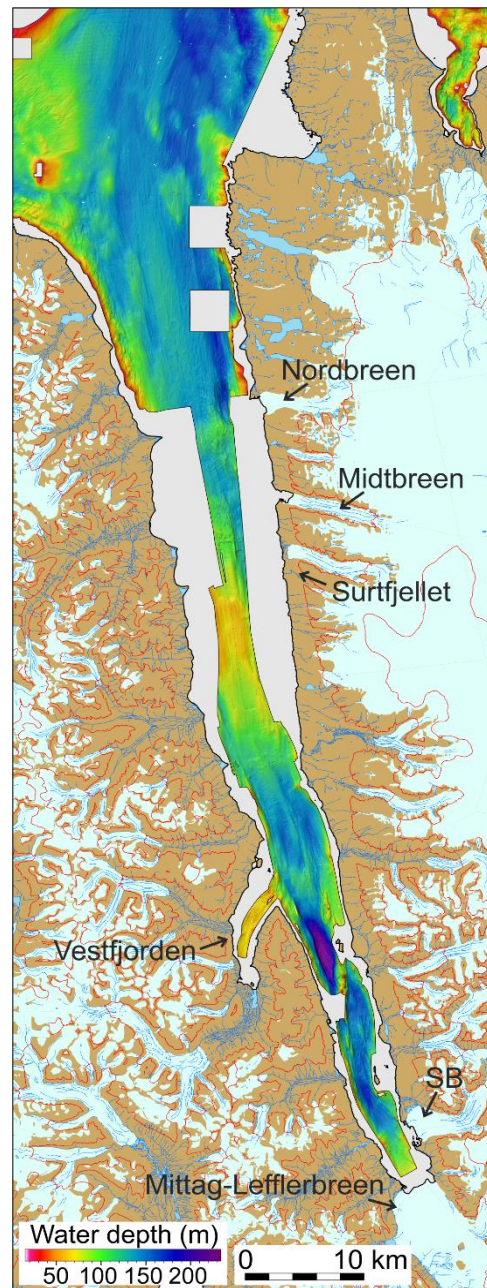 Nordbreen
Midtbreen
Surtfjellet
Vestfjorden
SB
Mittag-Lefflerbreen
Water depth (m)
50 100 150 200
0 10 km